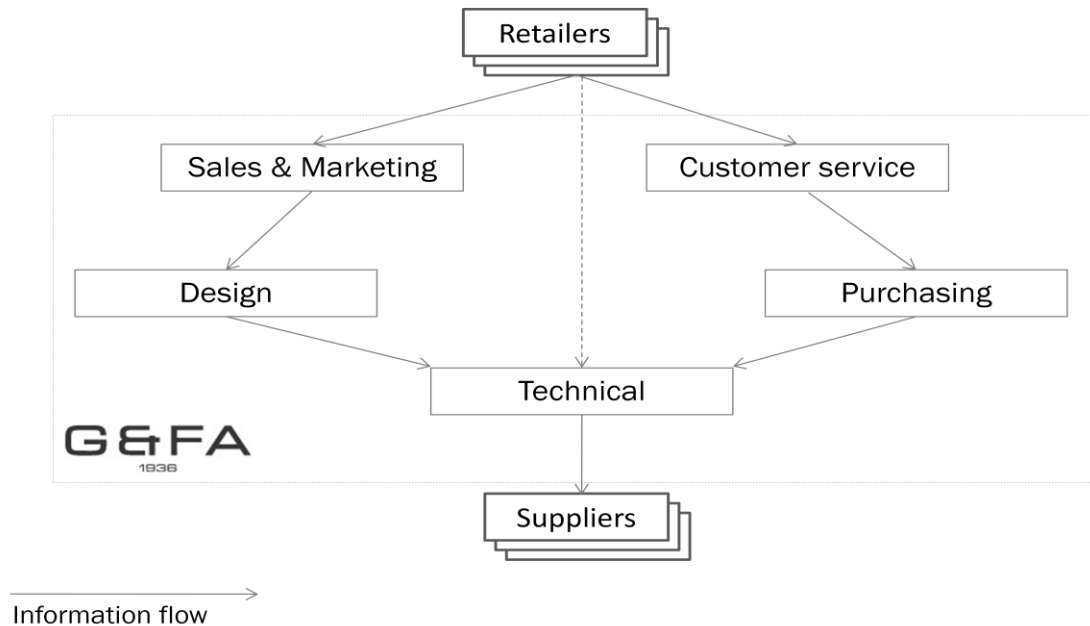 Retailers
Sales & Marketing
Customer service
Design
Purchasing
Technical
G&FA
1936
Suppliers
Information flow